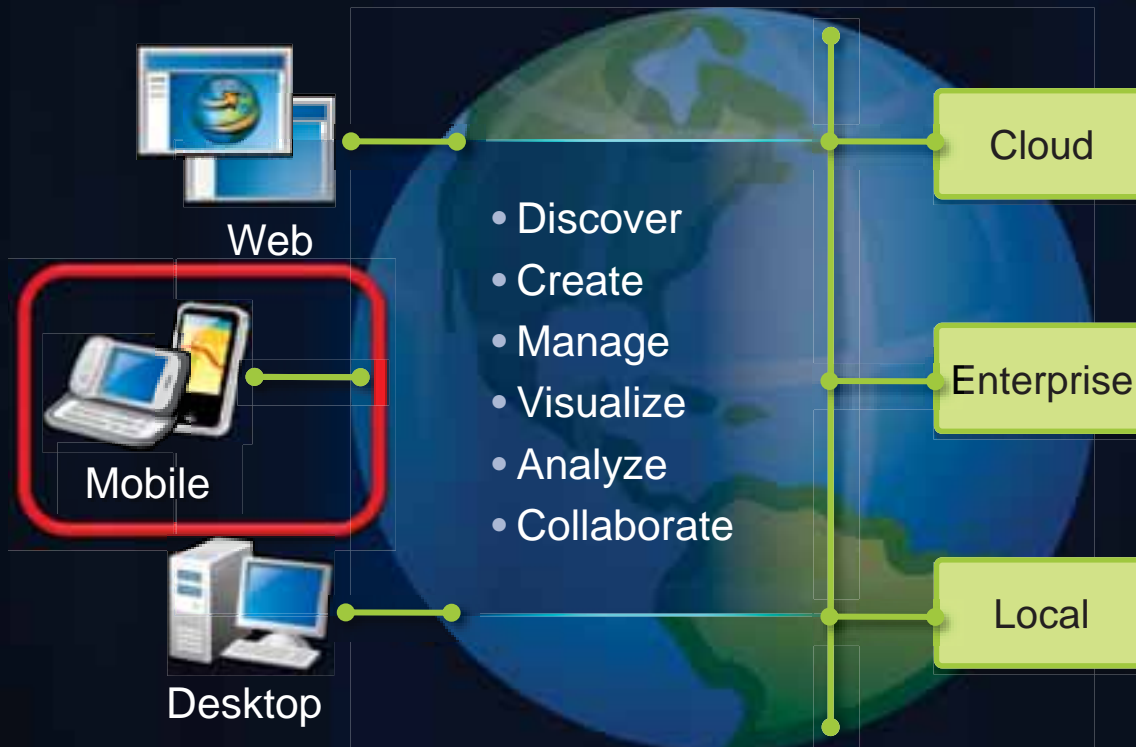 Web
Mobile
Desktop
• Discover
• Create
• Manage
• Visualize
• Analyze
• Collaborate
Cloud
Enterprise
Local